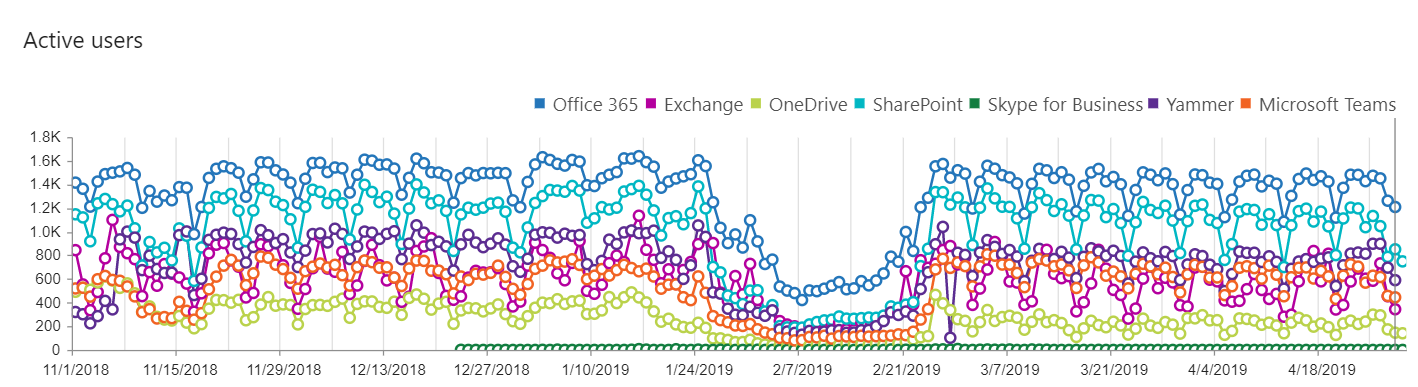 Active users
Office 365 Exchange OneDrive SharePoint Skype for Business Yammer Microsoft Teams
1.8K
1.6K
1.4K
1.2K
1.0K
800
600
400
200
0
11/1/2018 11/15/2018 11/29/2018 12/13/2018 12/27/2018 1/10/2019 1/24/2019 2/7/2019 2/21/2019 3/7/2019 3/21/2019 4/4/2019 4/18/2019